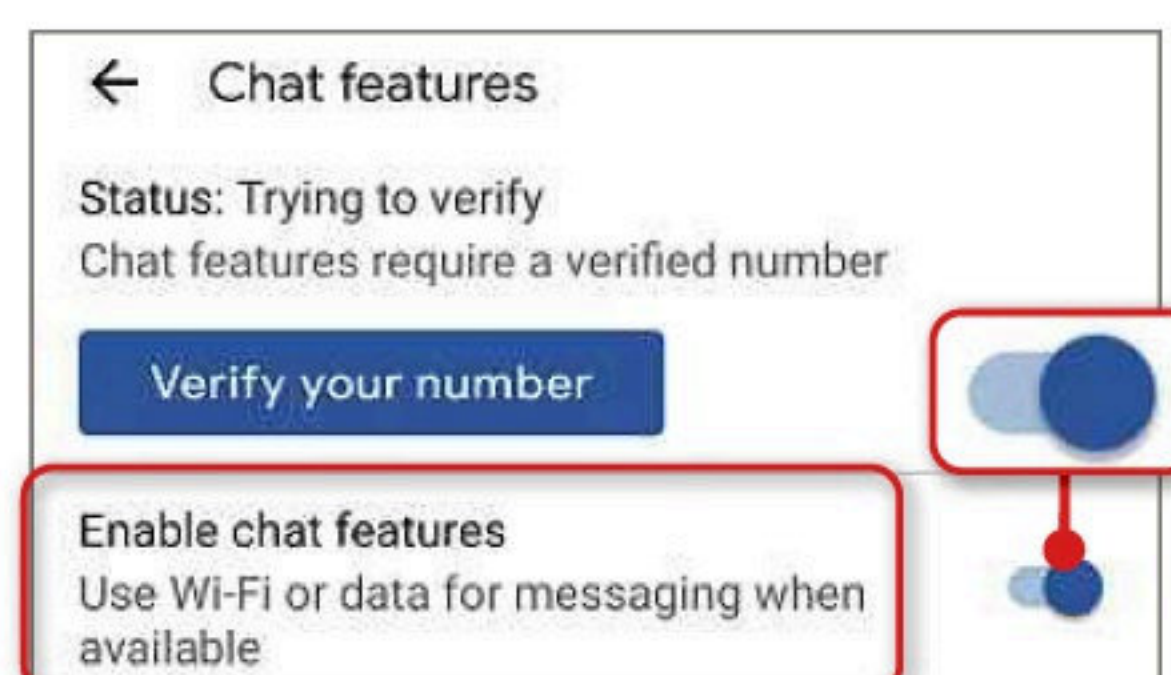 Chat features
Status: Trying to verify
Chat features require a verified number
Verify your number
Enable chat features
Use Wi-Fi or data for messaging when
available